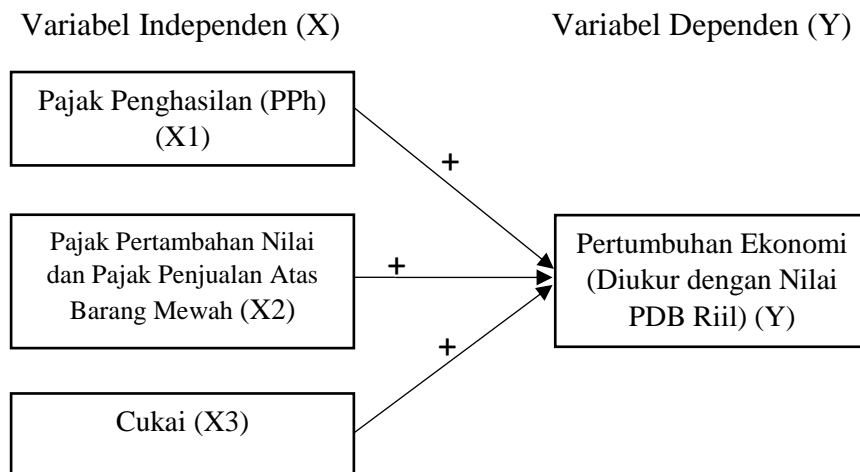 Variabel Independen (X)
Variabel Dependen (Y)
Pajak Penghasilan (PPh)
(X1)
+
Pajak Pertambahan Nilai
dan Pajak Penjualan Atas
Barang Mewah (X2)
+
Pertumbuhan Ekonomi
(Diukur dengan Nilai
PDB Riil) (Y)
+
Cukai (X3)